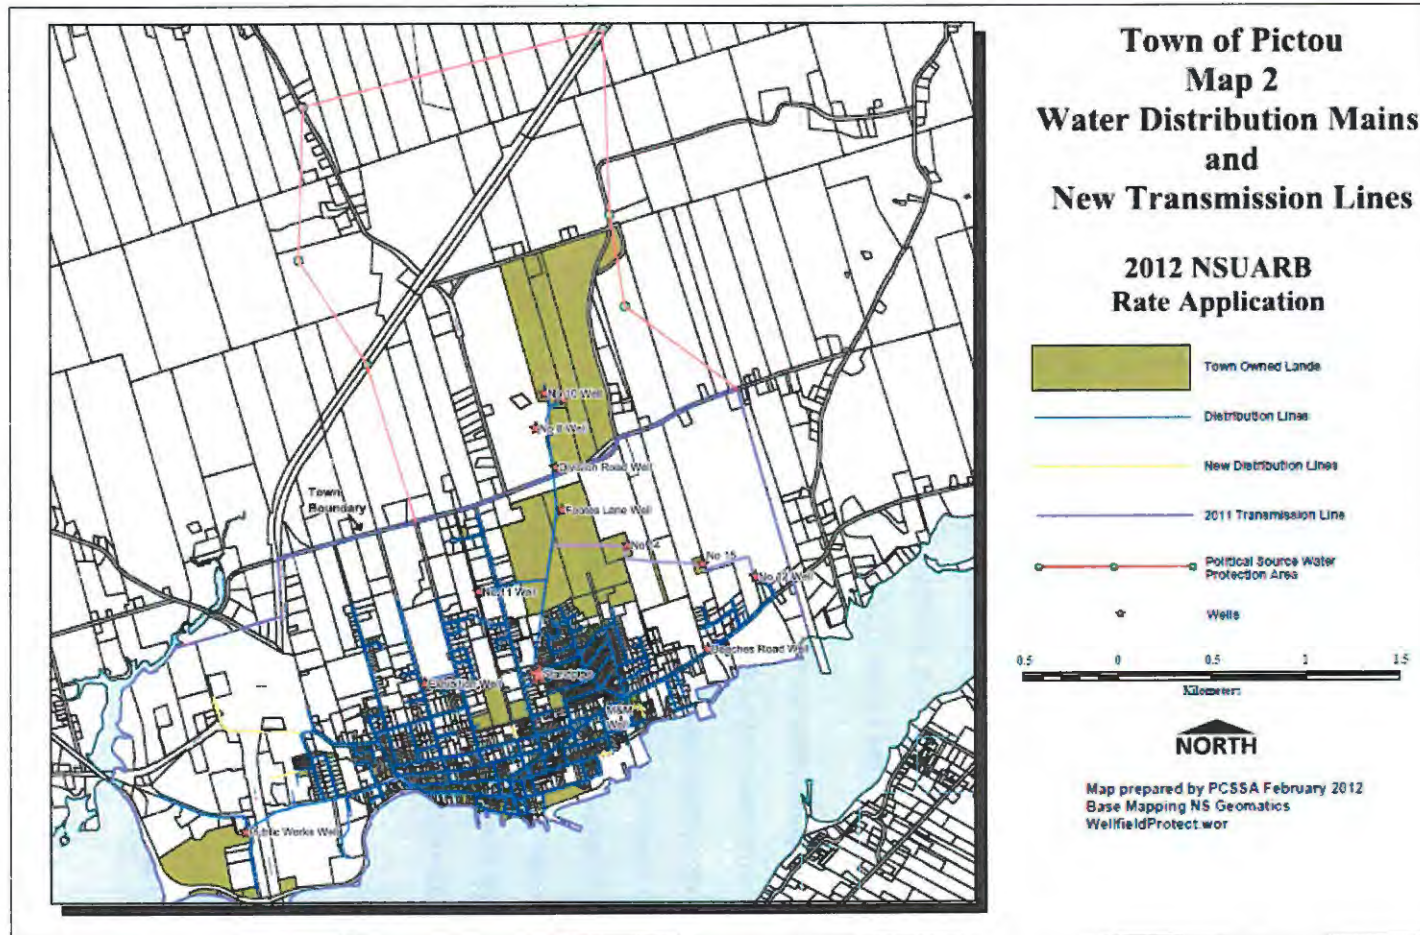 Town of Pictou
Map 2
Water Distribution Mains
and
New Transmission Lines
2012 NSUARB
Rate Application
Town Owned Lands
Distribution Lines
New Distribution Lines
2011 Transmission Line
Political Source Water
Protection Area
Wells
0.5 0 0.5 1 1.5
Kilometers
NORTH
Map prepared by PCSSA February 2012
Base Mapping NS Geomatics
WellfieldProtect.wor
No 10 Well
No 8 Well
Division Road Well
Town
Boundary
Footes Lane Well
No 15
No 12 Well
No 11 Well
Beaches Road Well
M&M
Well
Public Works Well